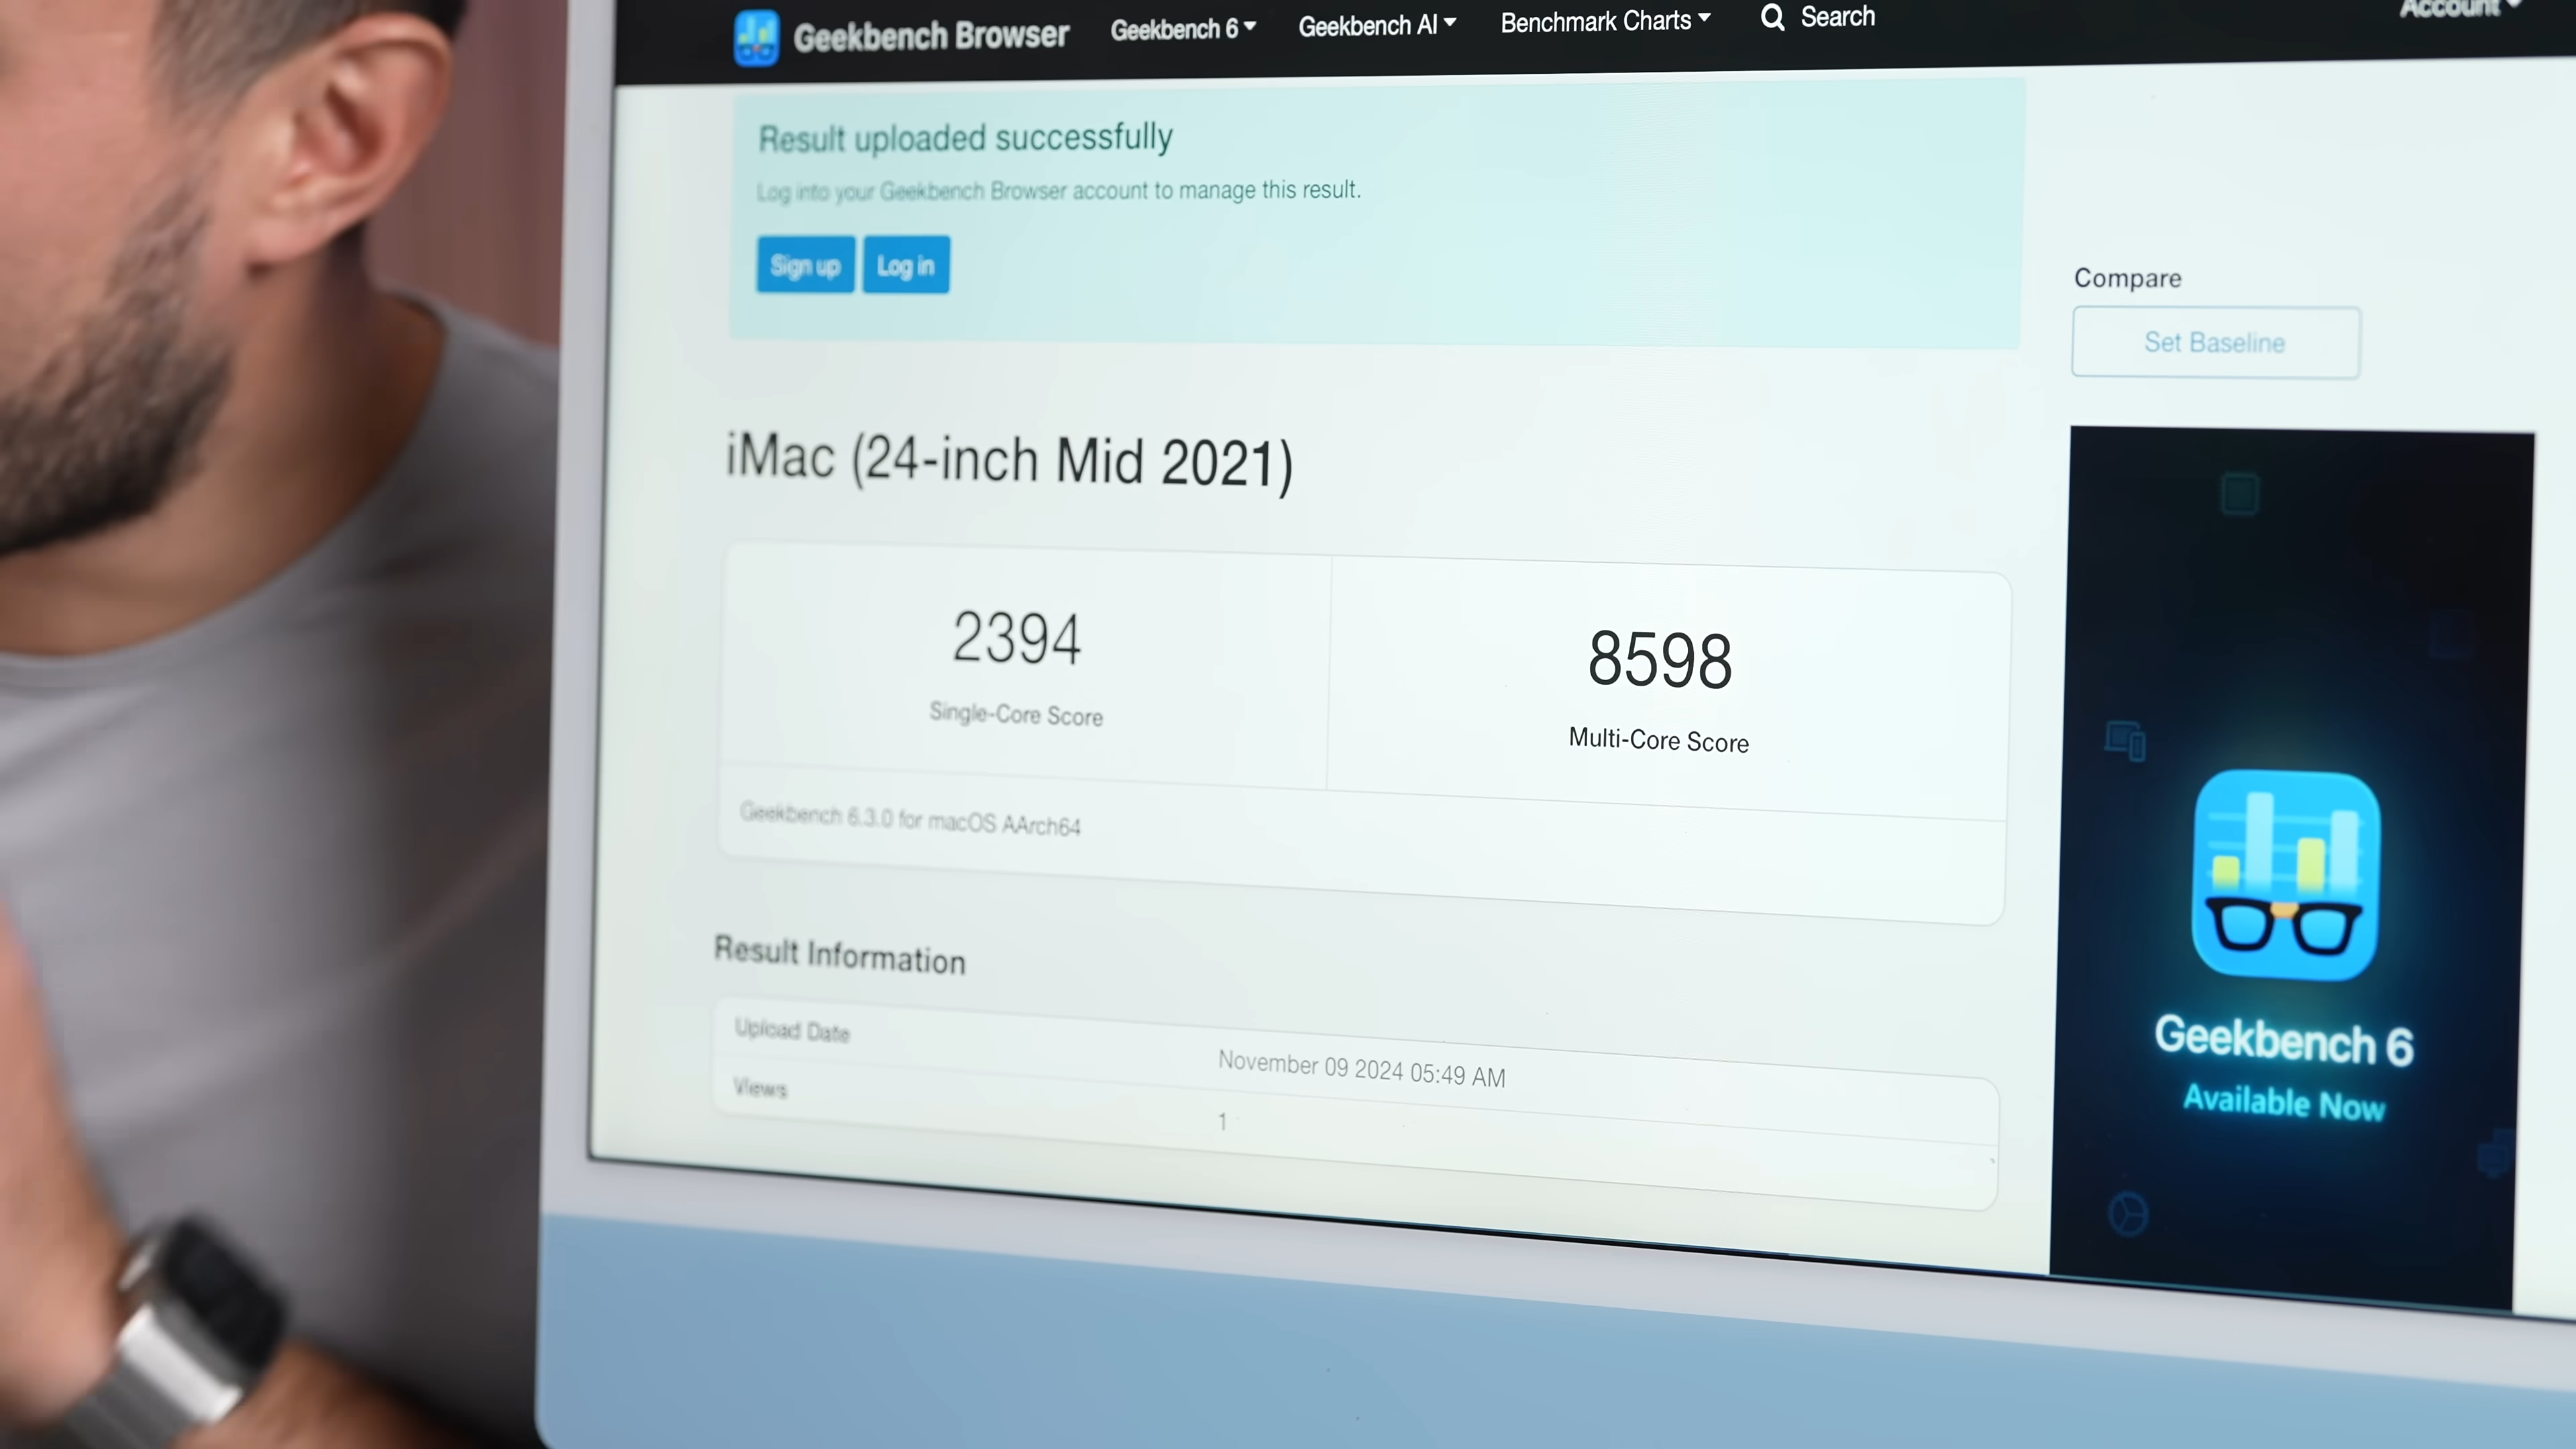 Geekbench Browser Geekbench 6 Geekbench AI Benchmark Charts Search Account
Result uploaded successfully
Log into your Geekbench Browser account to manage this result.
Sign up Log in
Compare
Set Baseline
iMac (24-inch Mid 2021)
2394 8598
Single-Core Score Multi-Core Score
Geekbench 6.3.0 for macOS AArch64
Result Information
Upload Date November 09 2024 05:49 AM
Views 1
Geekbench 6
Available Now